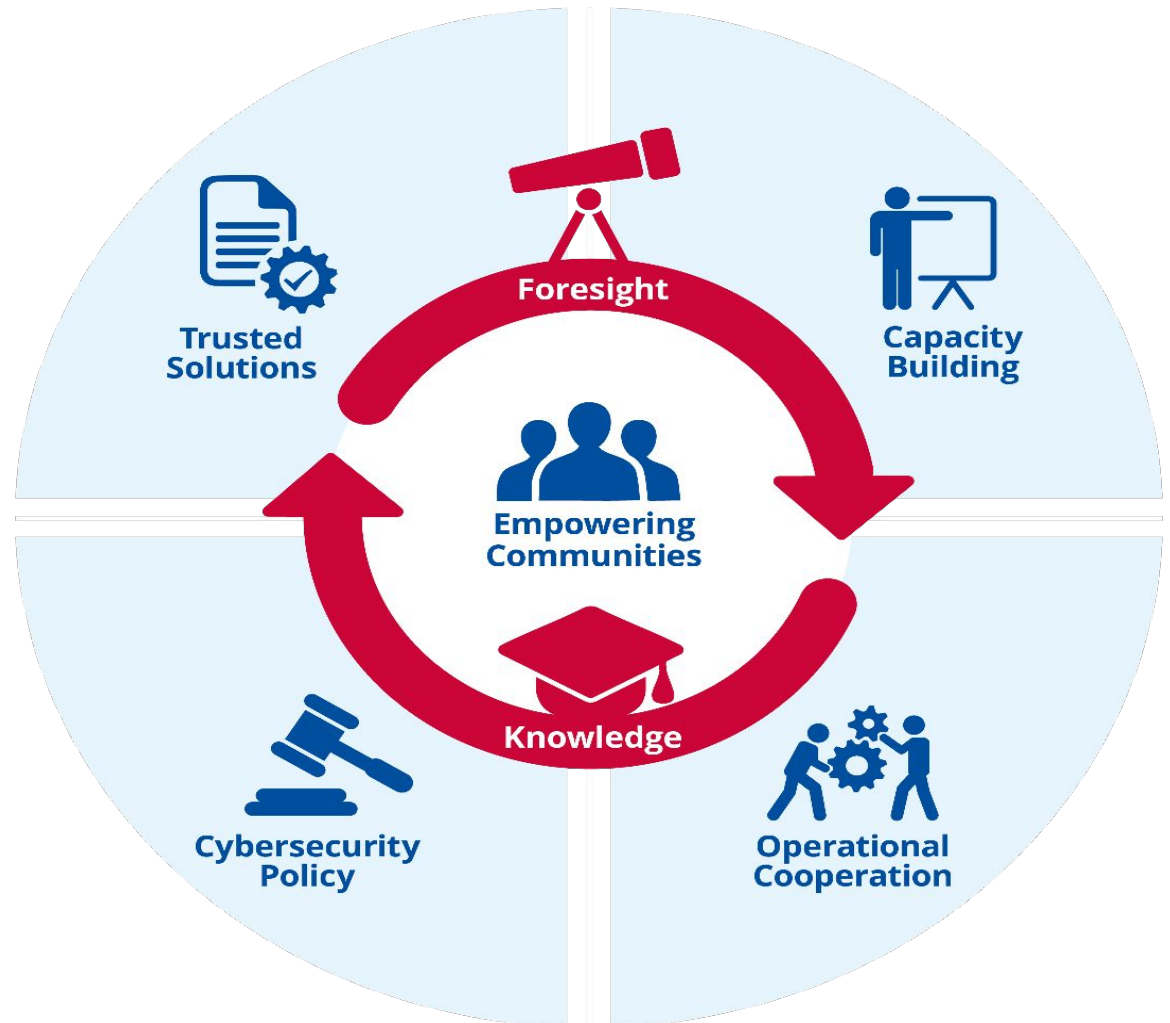 Foresight
Trusted
Solutions
Capacity
Building
Empowering
Communities
Knowledge
Cybersecurity
Policy
Operational
Cooperation